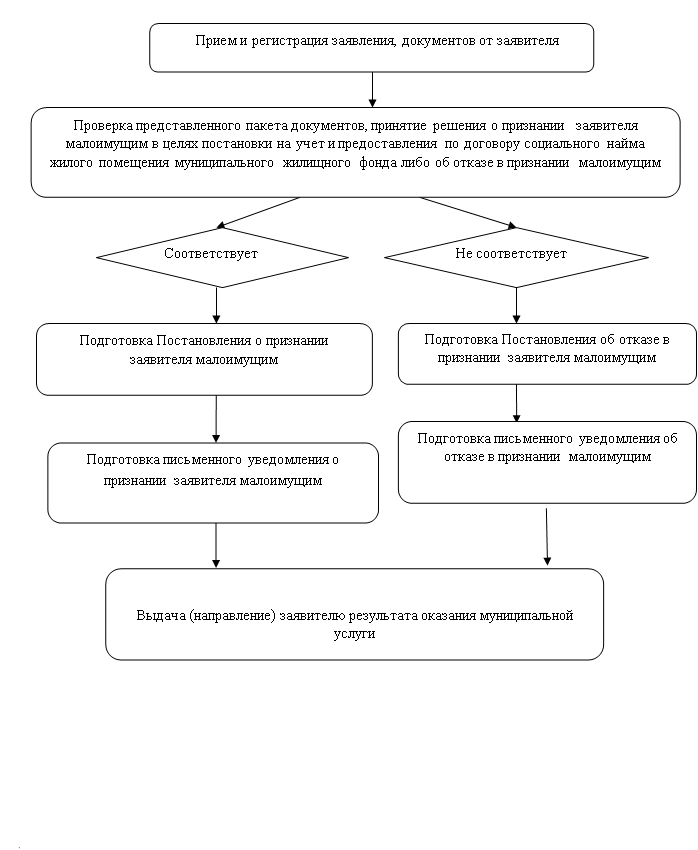 Прием и регистрация заявления, документов от заявителя
Проверка представленного пакета документов, принятие решения о признании заявителя
малоимущим в целях постановки на учет и предоставления по договору социального найма
жилого помещения муниципального жилищного фонда либо об отказе в признании малоимущим
Соответствует
Не соответствует
Подготовка Постановления о признании
заявителя малоимущим
Подготовка Постановления об отказе в
признании заявителя малоимущим
Подготовка письменного уведомления о
признании заявителя малоимущим
Подготовка письменного уведомления об
отказе в признании малоимущим
Выдача (направление) заявителю результата оказания муниципальной
услуги